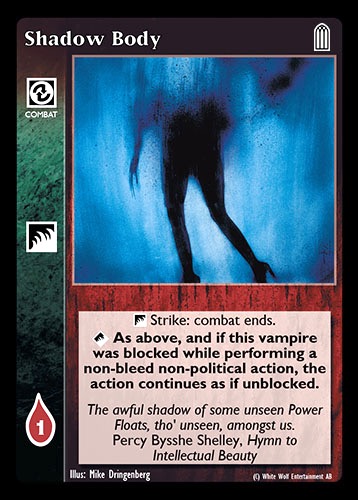 Shadow Body
COMBAT
Strike: combat ends.
As above, and if this vampire
was blocked while performing a
non-bleed non-political action, the
action continues as if unblocked.
The awful shadow of some unseen Power
Floats, tho' unseen, amongst us.
Percy Bysshe Shelley, Hymn to
Intellectual Beauty
1
Illus: Mike Dringenberg
(C) White Wolf Entertainment AB